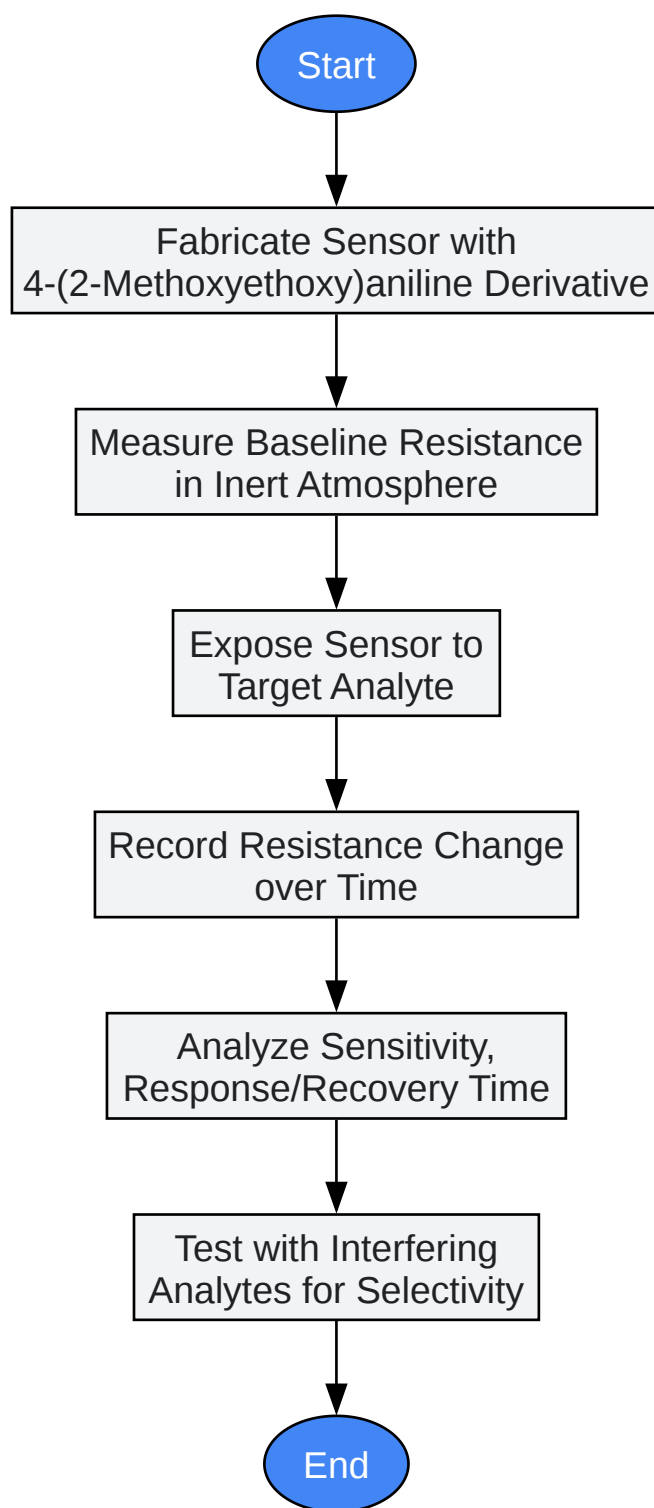 Start
Fabricate Sensor with
4-(2-Methoxyethoxy)aniline Derivative
Measure Baseline Resistance
in Inert Atmosphere
Expose Sensor to
Target Analyte
Record Resistance Change
over Time
Analyze Sensitivity,
Response/Recovery Time
Test with Interfering
Analytes for Selectivity
End